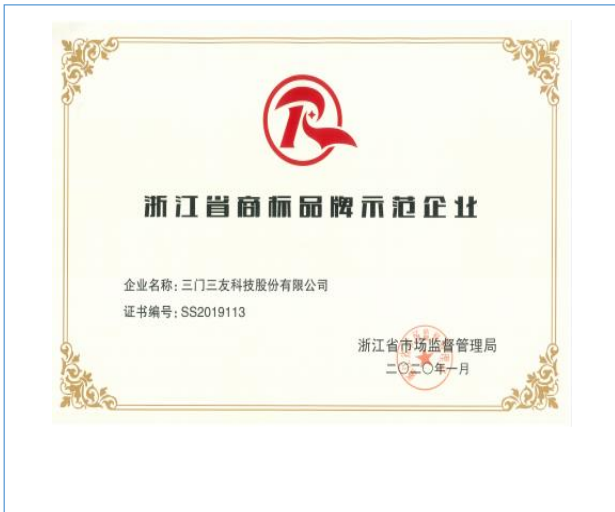 浙江省商标品牌示范企业
企业名称：三门三友科技股份有限公司
证书编号：SS2019113
浙江省市场监督管理局
二〇二〇年一月